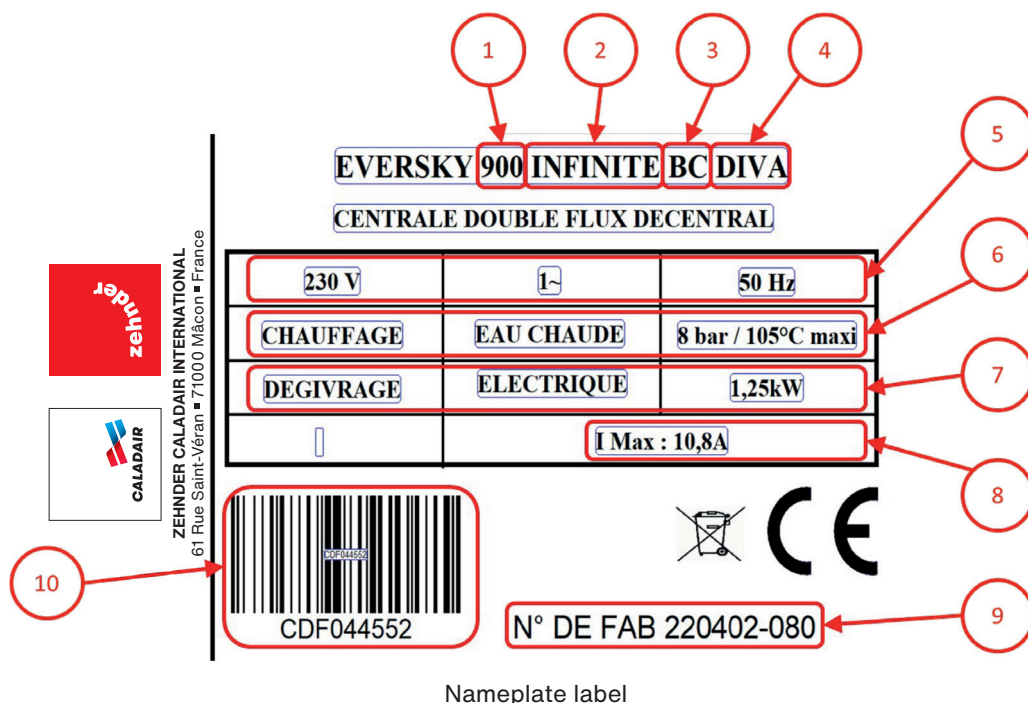 1
2
3
4
5
EVERSKY 900 INFINITE BC DIVA
CENTRALE DOUBLE FLUX DECENTRAL
6
230 V 1~ 50 Hz
CHAUFFAGE EAU CHAUDE 8 bar / 105°C maxi
7
DEGIVRAGE ELECTRIQUE 1,25kW
I Max : 10,8A
8
zehnder
CALADAIR
ZEHNDER CALADAIR INTERNATIONAL
61 Rue Saint-Véran ▪ 71000 Mâcon ▪ France
zehnder
10
CDF044552
CDF044552
CE
N° DE FAB 220402-080
9
Nameplate label